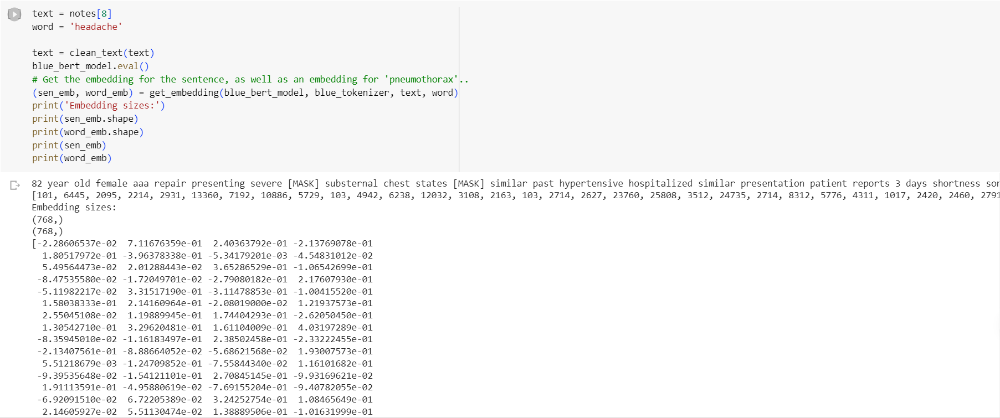 text = notes[8]
word = 'headache'
text = clean_text(text)
blue_bert_model.eval()
# Get the embedding for the sentence, as well as an embedding for 'pneumothorax'..
(sen_emb, word_emb) = get_embedding(blue_bert_model, blue_tokenizer, text, word)
print('Embedding sizes:')
print(sen_emb.shape)
print(word_emb.shape)
print(sen_emb)
print(word_emb)
82 year old female aaa repair presenting severe [MASK] substernal chest states [MASK] similar past hypertensive hospitalized similar presentation patient reports 3 days shortness
[101, 6445, 2095, 2214, 2931, 13360, 7192, 10886, 5729, 103, 4942, 6238, 12032, 3108, 2163, 103, 2714, 2627, 23760, 25808, 3512, 24735, 2714, 8312, 5776, 4311, 1017, 2420, 2460, 2791
Embedding sizes:
(768,)
(768,)
[-2.28606537e-02 7.11676359e-01 2.40363792e-01 -2.13769078e-01
1.80517972e-01 -3.96378338e-01 -5.34179201e-03 -4.54831012e-02
5.49564473e-02 2.01288443e-02 3.65286529e-01 -1.06542699e-01
-8.47535580e-02 -1.72049701e-02 -2.79080182e-01 2.17607930e-01
-5.11982217e-02 3.31517190e-01 -3.11478853e-01 -1.00415520e-01
1.58038333e-01 2.14160964e-01 -2.08019000e-02 1.21937573e-01
2.55045108e-02 1.19889945e-01 1.74404293e-01 -2.62050450e-01
1.30542710e-01 3.29620481e-01 1.61104009e-01 4.03197289e-01
-8.35945010e-02 -1.16183497e-01 2.38502458e-01 -2.33222455e-01
-2.13407561e-01 -8.88664052e-02 -5.68621568e-02 1.93007573e-01
5.51218679e-03 -1.24709852e-01 -7.55844340e-02 1.16101682e-01
-9.39535648e-02 -1.54121101e-01 2.70845145e-01 -9.93169621e-02
1.91113591e-01 -4.95880619e-02 -7.69155204e-01 -9.40782055e-02
-6.92091510e-02 6.72205389e-02 3.24252754e-01 1.08465649e-01
2.14605927e-02 5.51130474e-02 1.38889506e-01 -1.01631999e-01